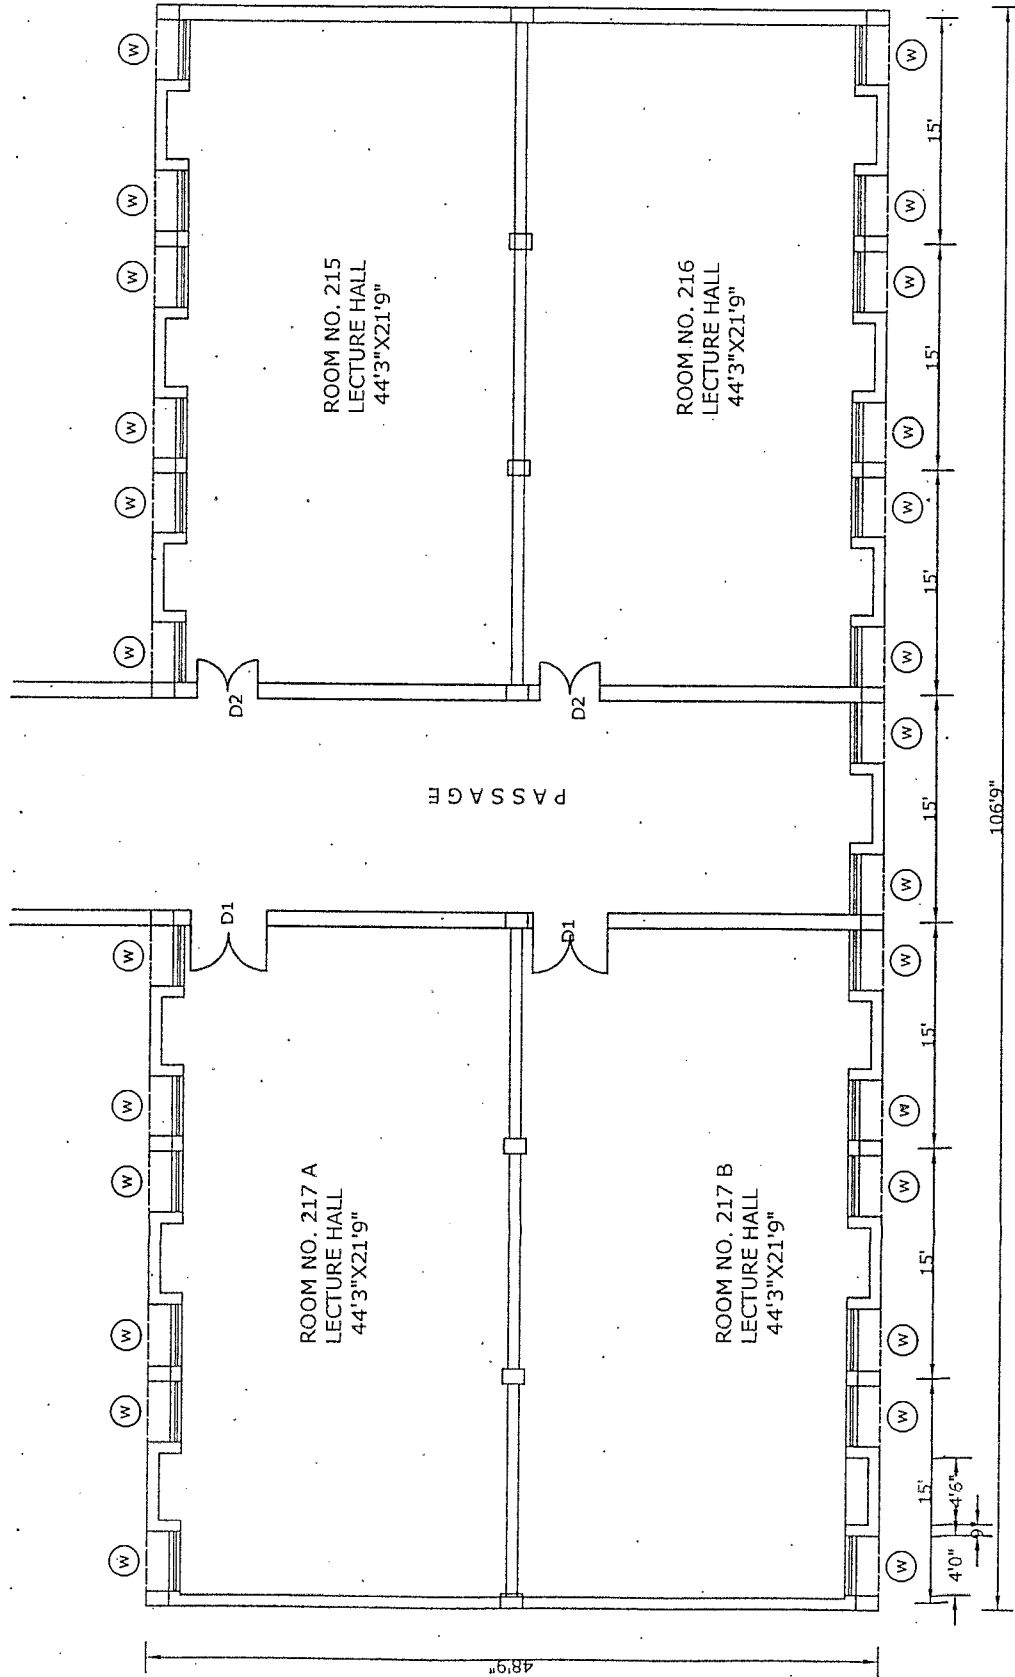 W W W W W W W W W W W W
D1 D2
ROOM NO. 217 A
LECTURE HALL
44'3"X21'9"
ROOM NO. 215
LECTURE HALL
44'3"X21'9"
48'9"
PASSAGE
D1 D2
ROOM NO. 217 B
LECTURE HALL
44'3"X21'9"
ROOM NO. 216
LECTURE HALL
44'3"X21'9"
W W W W W W W W W W W W W W
15' 15' 15' 15' 15' 15' 15'
4'0" 9" 4'6"
106'9"